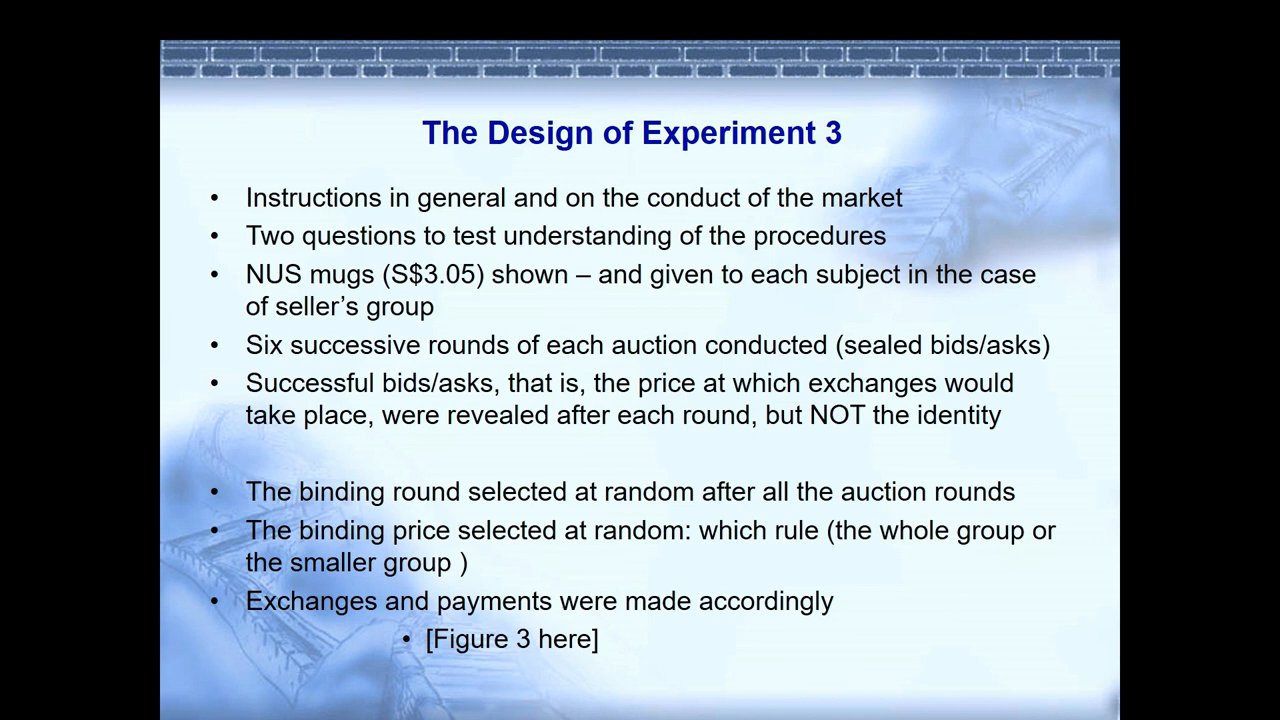 The Design of Experiment 3
• Instructions in general and on the conduct of the market
• Two questions to test understanding of the procedures
• NUS mugs (S$3.05) shown – and given to each subject in the case
of seller’s group
• Six successive rounds of each auction conducted (sealed bids/asks)
• Successful bids/asks, that is, the price at which exchanges would
take place, were revealed after each round, but NOT the identity
• The binding round selected at random after all the auction rounds
• The binding price selected at random: which rule (the whole group or
the smaller group )
• Exchanges and payments were made accordingly
• [Figure 3 here]